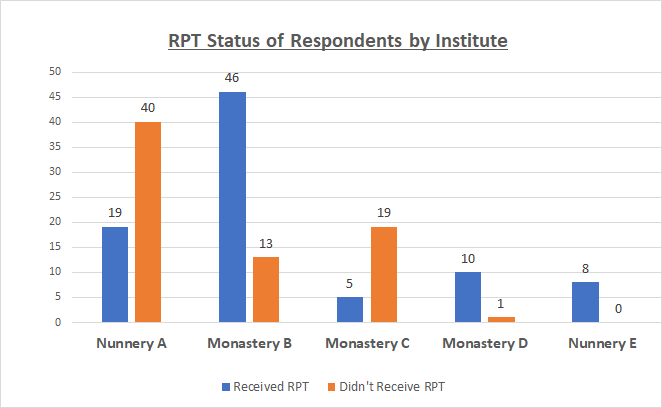 RPT Status of Respondents by Institute
50
45
40
35
30
25
20
15
10
5
0
19
40
46
13
5
19
10
1
8
0
Nunnery A
Monastery B
Monastery C
Monastery D
Nunnery E
Received RPT
Didn't Receive RPT